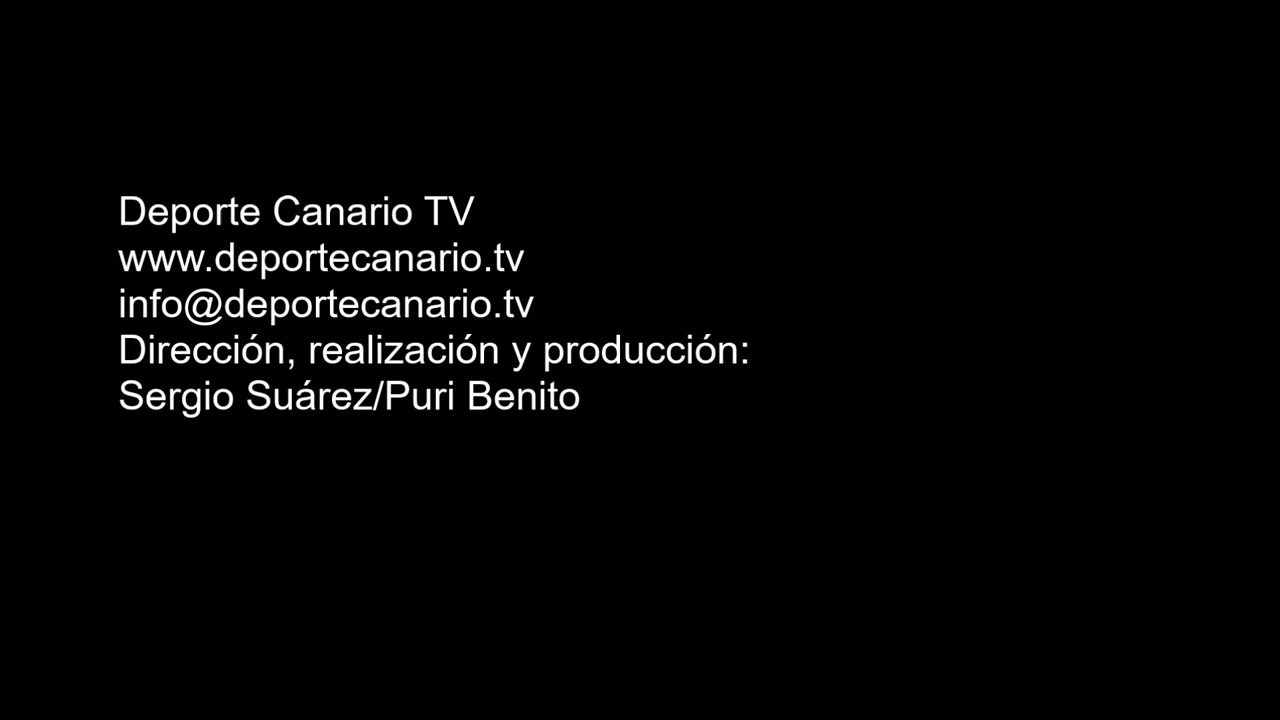 Deporte Canario TV
www.deportecanario.tv
info@deportecanario.tv
Dirección, realización y producción:
Sergio Suárez/Puri Benito